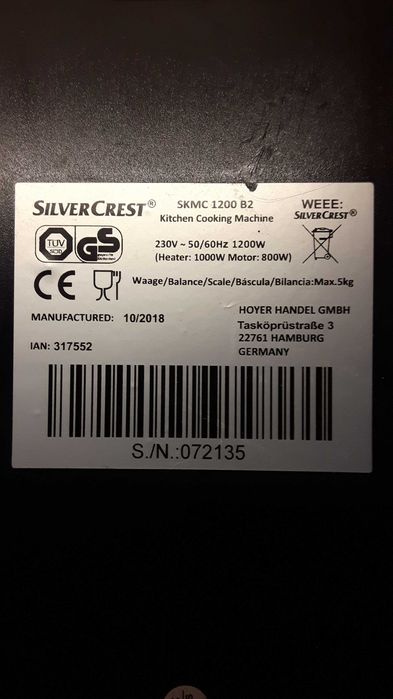 SILVERCREST®
SKMC 1200 B2
Kitchen Cooking Machine
WEEE:
SILVERCREST®
TÜV
GS
230V ~ 50/60Hz 1200W
(Heater: 1000W Motor: 800W)
CE
Waage/Balance/Scale/Báscula/Bilancia:Max.5kg
MANUFACTURED: 10/2018
HOYER HANDEL GMBH
Tasköprüstraße 3
22761 HAMBURG
GERMANY
IAN: 317552
S./N.:072135